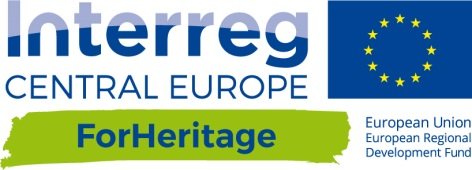 Interreg
CENTRAL EUROPE
ForHeritage
European Union
European Regional
Development Fund